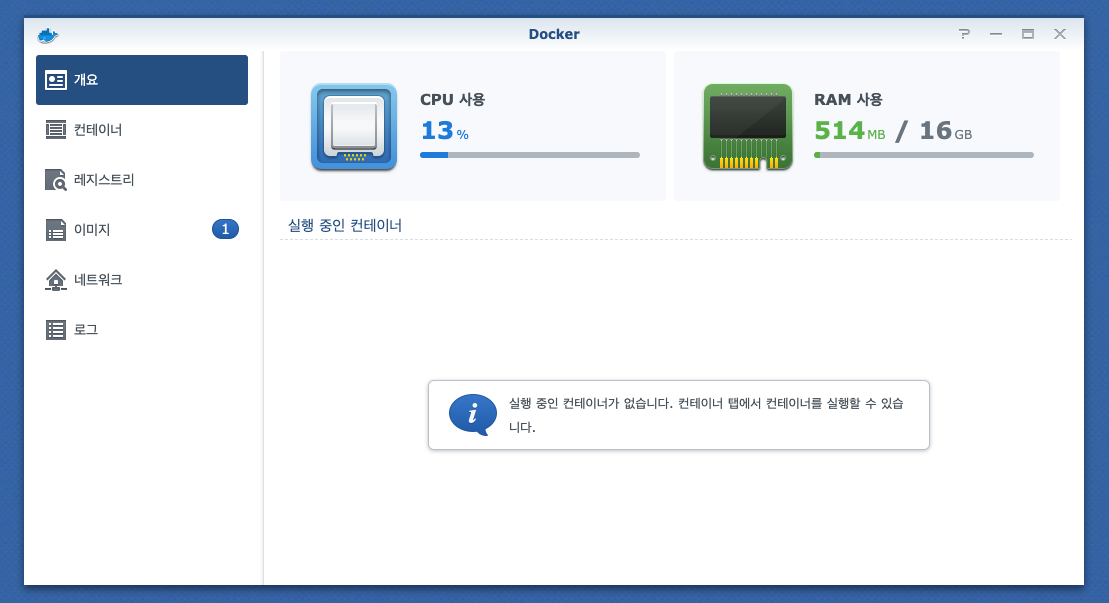 Docker
개요
컨테이너
레지스트리
이미지
1
네트워크
로그
CPU 사용
13 %
RAM 사용
514 MB / 16 GB
실행 중인 컨테이너
i
실행 중인 컨테이너가 없습니다. 컨테이너 탭에서 컨테이너를 실행할 수 있습
니다.